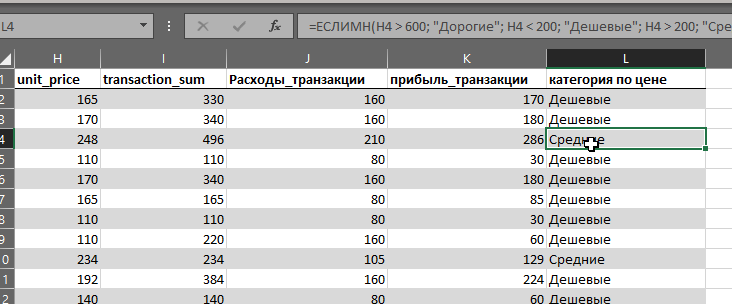 L4 =ЕСЛИМН(H4 > 600; "Дорогие"; H4 < 200; "Дешевые"; H4 > 200; "Сре
H I J K L
1 unit_price transaction_sum Расходы_транзакции прибыль_транзакции категория по цене
2 165 330 160 170 Дешевые
3 170 340 160 180 Дешевые
4 248 496 210 286 Средние
5 110 110 80 30 Дешевые
6 170 340 160 180 Дешевые
7 165 165 80 85 Дешевые
8 110 110 80 30 Дешевые
9 110 220 160 60 Дешевые
0 234 234 105 129 Средние
1 192 384 160 224 Дешевые
2 140 140 80 60 Дешевые